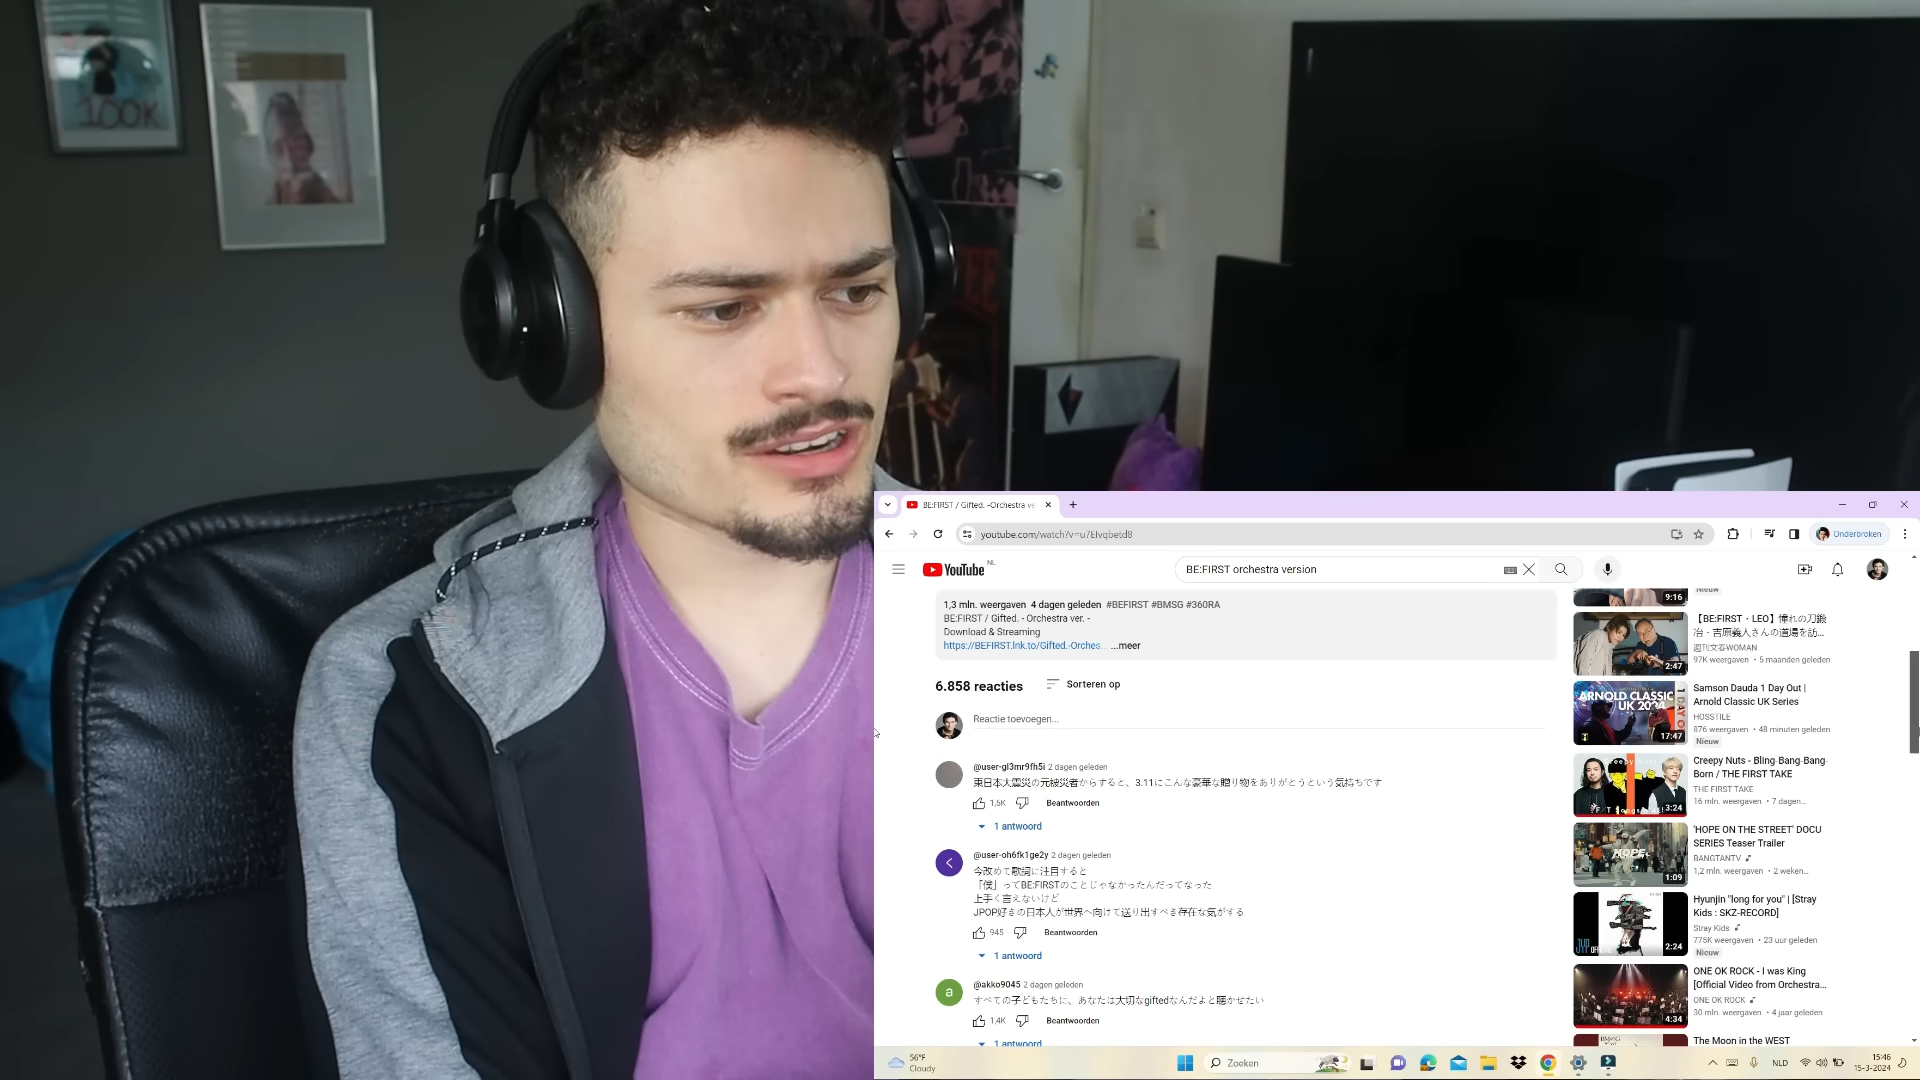 100K
BE:FIRST / Gifted. -Orchestra ve
youtube.com/watch?v=u7Elvqbetd8
Onderbroken
YouTube NL
BE:FIRST orchestra version
1,3 mln. weergaven 4 dagen geleden #BEFIRST #BMSG #360RA
BE:FIRST / Gifted. - Orchestra ver. -
Download & Streaming
https://BEFIRST.lnk.to/Gifted.-Orches... ...meer
6.858 reacties
Sorteren op
Reactie toevoegen...
@user-gl3mr9fh5i 2 dagen geleden
東日本大震災の元被災者からすると、3.11にこんな豪華な贈り物をありがとうという気持ちです
1,5K
Beantwoorden
1 antwoord
@user-oh6fk1ge2y 2 dagen geleden
今改めて歌詞に注目すると
「僕」ってBE:FIRSTのことじゃなかったんだってなった
上手く言えないけど
JPOP好きの日本人が世界へ向けて送り出すべき存在な気がする
945
Beantwoorden
1 antwoord
a
@akko9045 2 dagen geleden
すべての子どもたちに、あなたは大切なgiftedなんだよと聴かせたい
1,4K
Beantwoorden
1 antwoord
9:16
Nieuw
【BE:FIRST・LEO】憧れの刀鍛
冶・吉原義人さんの道場を訪...
週刊文春WOMAN
97K weergaven • 5 maanden geleden
2:47
ARNOLD CLASSIC
UK 2024
1 DAY O
17:47
Samson Dauda 1 Day Out |
Arnold Classic UK Series
HOSSTILE
876 weergaven • 48 minuten geleden
Nieuw
3:24
Creepy Nuts - Bling-Bang-Bang-
Born / THE FIRST TAKE
THE FIRST TAKE
16 mln. weergaven • 7 dagen...
HOPE
1:09
'HOPE ON THE STREET' DOCU
SERIES Teaser Trailer
BANGTANTV
1,2 mln. weergaven • 2 weken...
2:24
Hyunjin "long for you" | [Stray
Kids : SKZ-RECORD]
Stray Kids
775K weergaven • 23 uur geleden
Nieuw
4:34
ONE OK ROCK - I was King
[Official Video from Orchestra...
ONE OK ROCK
30 mln. weergaven • 4 jaar geleden
The Moon in the WEST
56°F
Cloudy
Zoeken
NLD
15:46
15-3-2024